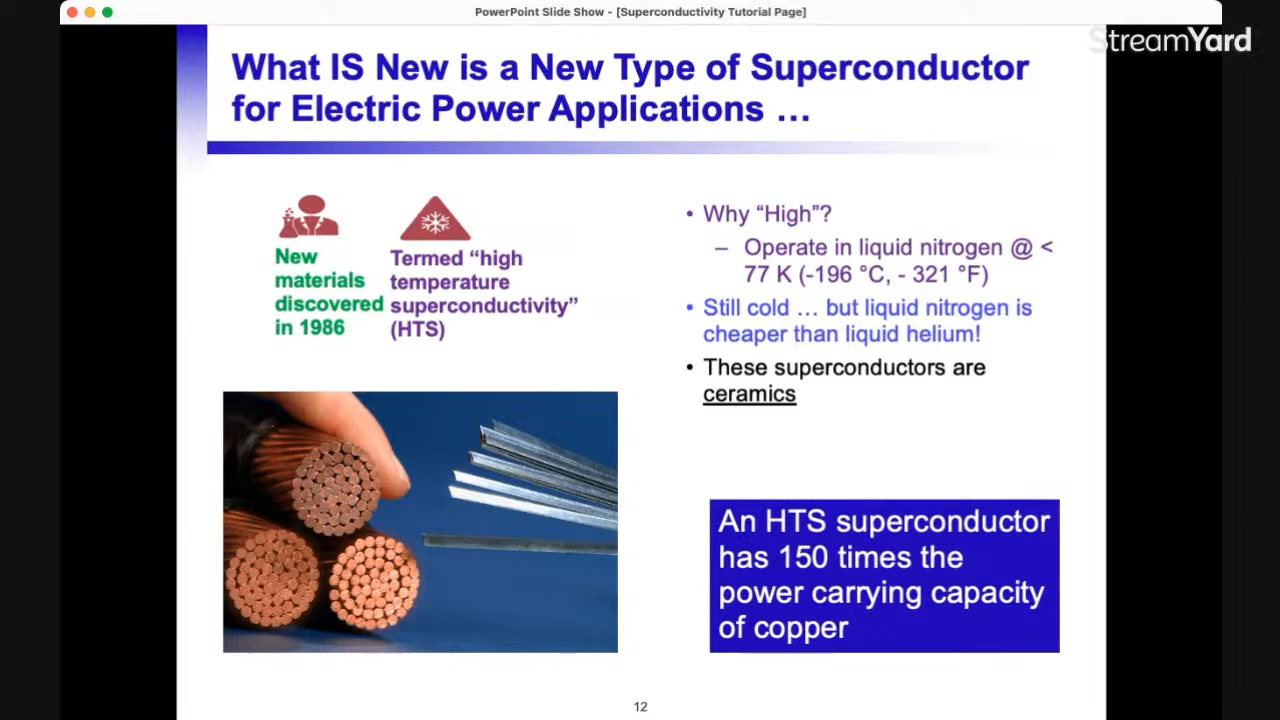 PowerPoint Slide Show - [Superconductivity Tutorial Page]
StreamYard
What IS New is a New Type of Superconductor
for Electric Power Applications …
New
materials
discovered
in 1986
Termed “high
temperature
superconductivity”
(HTS)
• Why “High”?
– Operate in liquid nitrogen @ <
77 K (-196 °C, - 321 °F)
• Still cold … but liquid nitrogen is
cheaper than liquid helium!
• These superconductors are
ceramics
An HTS superconductor
has 150 times the
power carrying capacity
of copper
12